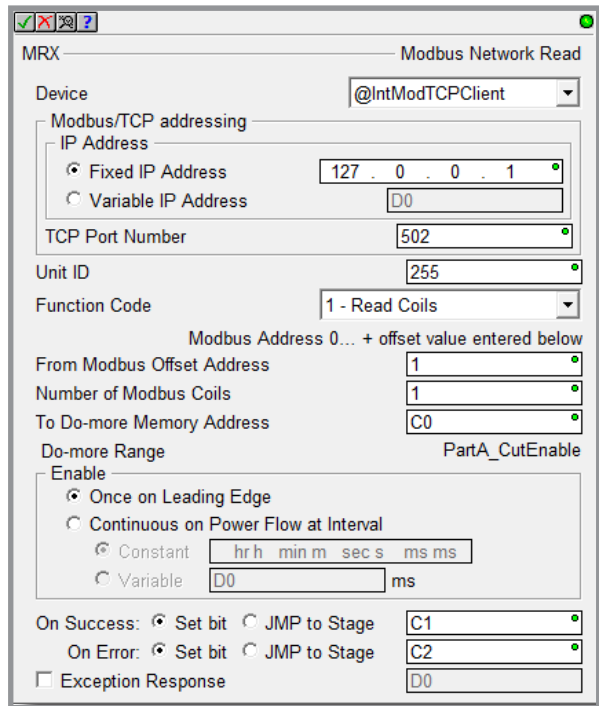 ?
MRX Modbus Network Read
Device @IntModTCPClient
Modbus/TCP addressing
IP Address
Fixed IP Address 127 . 0 . 0 . 1
Variable IP Address D0
TCP Port Number 502
Unit ID 255
Function Code 1 - Read Coils
Modbus Address 0... + offset value entered below
From Modbus Offset Address 1
Number of Modbus Coils 1
To Do-more Memory Address C0
Do-more Range PartA_CutEnable
Enable
Once on Leading Edge
Continuous on Power Flow at Interval
Constant hr h min m sec s ms ms
Variable D0 ms
On Success: Set bit JMP to Stage C1
On Error: Set bit JMP to Stage C2
Exception Response D0